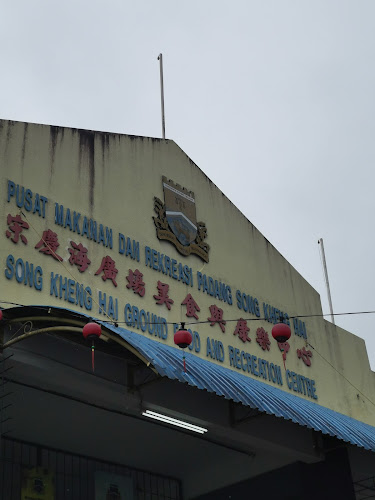 PUSAT MAKANAN DAN REKREASI PADANG SONG KHENG HAI
宗慶海廣場美食與康樂中心
SONG KHENG HAI GROUND FOOD AND RECREATION CENTRE